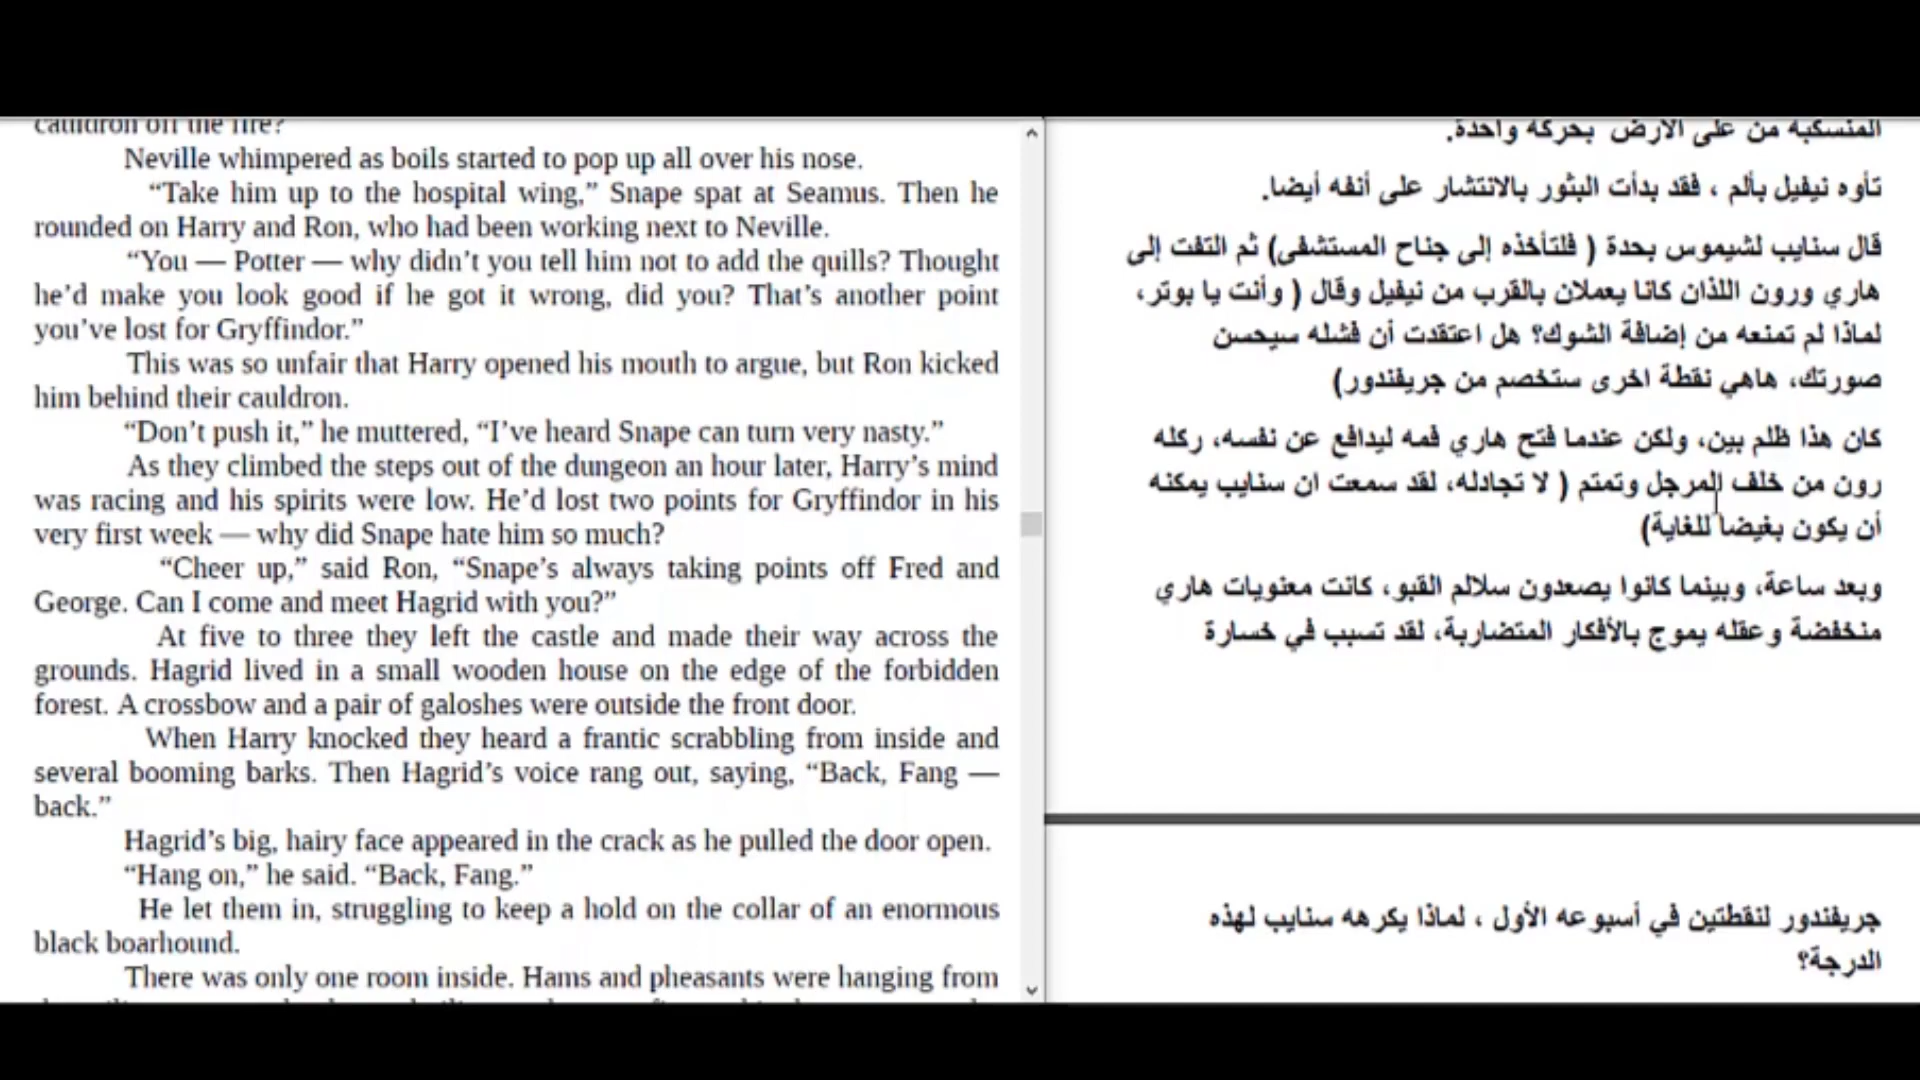 cauldron off the fire?
Neville whimpered as boils started to pop up all over his nose.
“Take him up to the hospital wing,” Snape spat at Seamus. Then he
rounded on Harry and Ron, who had been working next to Neville.
“You — Potter — why didn’t you tell him not to add the quills? Thought
he’d make you look good if he got it wrong, did you? That’s another point
you’ve lost for Gryffindor.”
This was so unfair that Harry opened his mouth to argue, but Ron kicked
him behind their cauldron.
“Don’t push it,” he muttered, “I’ve heard Snape can turn very nasty.”
As they climbed the steps out of the dungeon an hour later, Harry’s mind
was racing and his spirits were low. He’d lost two points for Gryffindor in his
very first week — why did Snape hate him so much?
“Cheer up,” said Ron, “Snape’s always taking points off Fred and
George. Can I come and meet Hagrid with you?”
At five to three they left the castle and made their way across the
grounds. Hagrid lived in a small wooden house on the edge of the forbidden
forest. A crossbow and a pair of galoshes were outside the front door.
When Harry knocked they heard a frantic scrabbling from inside and
several booming barks. Then Hagrid’s voice rang out, saying, “Back, Fang —
back.”
Hagrid’s big, hairy face appeared in the crack as he pulled the door open.
“Hang on,” he said. “Back, Fang.”
He let them in, struggling to keep a hold on the collar of an enormous
black boarhound.
There was only one room inside. Hams and pheasants were hanging from
المنسكبة من على الأرض بحركة واحدة.
تأوه نيفيل بألم ، فقد بدأت البثور بالانتشار على أنفه أيضا.
قال سنايب لشيموس بحدة ( فلتأخذه إلى جناح المستشفى) ثم التفت إلى
هاري ورون اللذان كانا يعملان بالقرب من نيفيل وقال ( وأنت يا بوتر،
لماذا لم تمنعه من إضافة الشوك؟ هل اعتقدت أن فشله سيحسن
صورتك، هاهي نقطة اخرى ستخصم من جريفندور)
كان هذا ظلم بين، ولكن عندما فتح هاري فمه ليدافع عن نفسه، ركله
رون من خلف المرجل وتمتم ( لا تجادله، لقد سمعت ان سنايب يمكنه
أن يكون بغيضا للغاية)
وبعد ساعة، وبينما كانوا يصعدون سلالم القبو، كانت معنويات هاري
منخفضة وعقله يموج بالأفكار المتضاربة، لقد تسبب في خسارة
جريفندور لنقطتين في أسبوعه الأول ، لماذا يكرهه سنايب لهذه
الدرجة؟